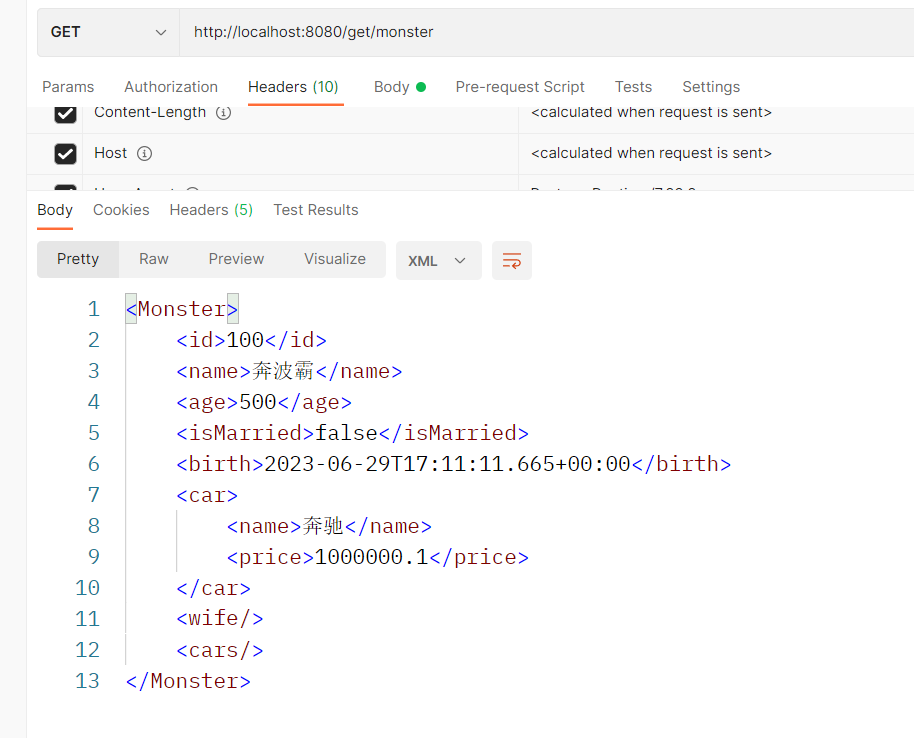 GET http://localhost:8080/get/monster
Params Authorization Headers (10) Body Pre-request Script Tests Settings
Content-Length <calculated when request is sent>
Host <calculated when request is sent>
Body Cookies Headers (5) Test Results
Pretty Raw Preview Visualize XML
1 <Monster>
2 <id>100</id>
3 <name>奔波霸</name>
4 <age>500</age>
5 <isMarried>false</isMarried>
6 <birth>2023-06-29T17:11:11.665+00:00</birth>
7 <car>
8 <name>奔驰</name>
9 <price>1000000.1</price>
10 </car>
11 <wife/>
12 <cars/>
13 </Monster>